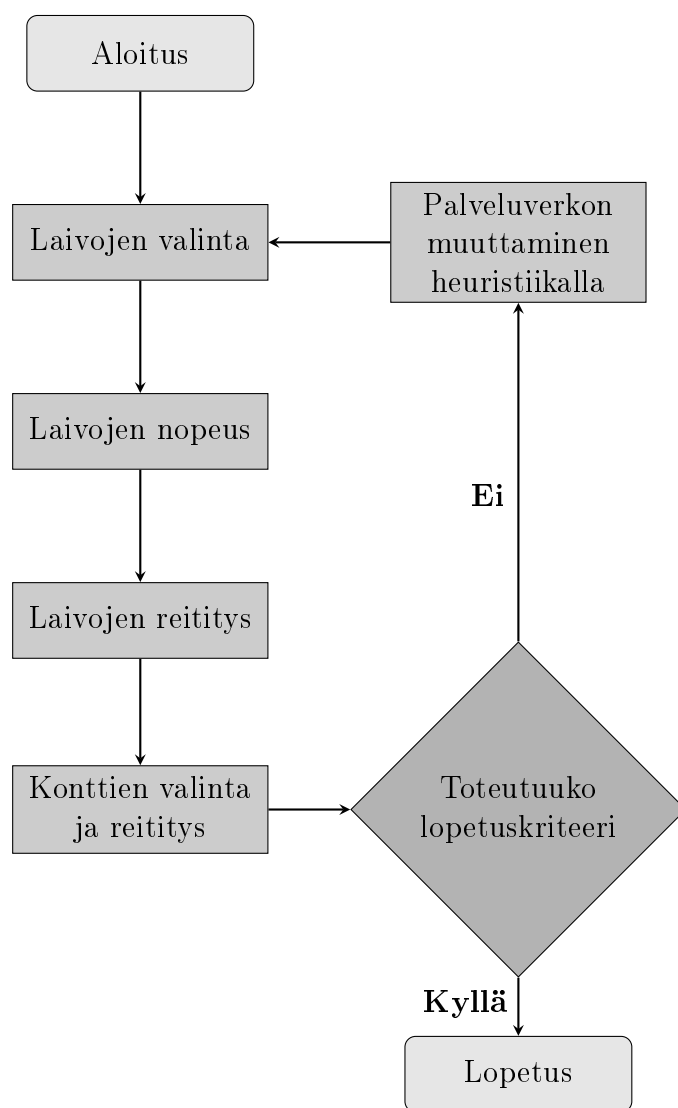 Aloitus
Laivojen valinta
Palveluverkon
muuttaminen
heuristiikalla
Laivojen nopeus
Ei
Laivojen reititys
Konttien valinta
ja reititys
Toteutuuko
lopetuskriteeri
Kyllä
Lopetus